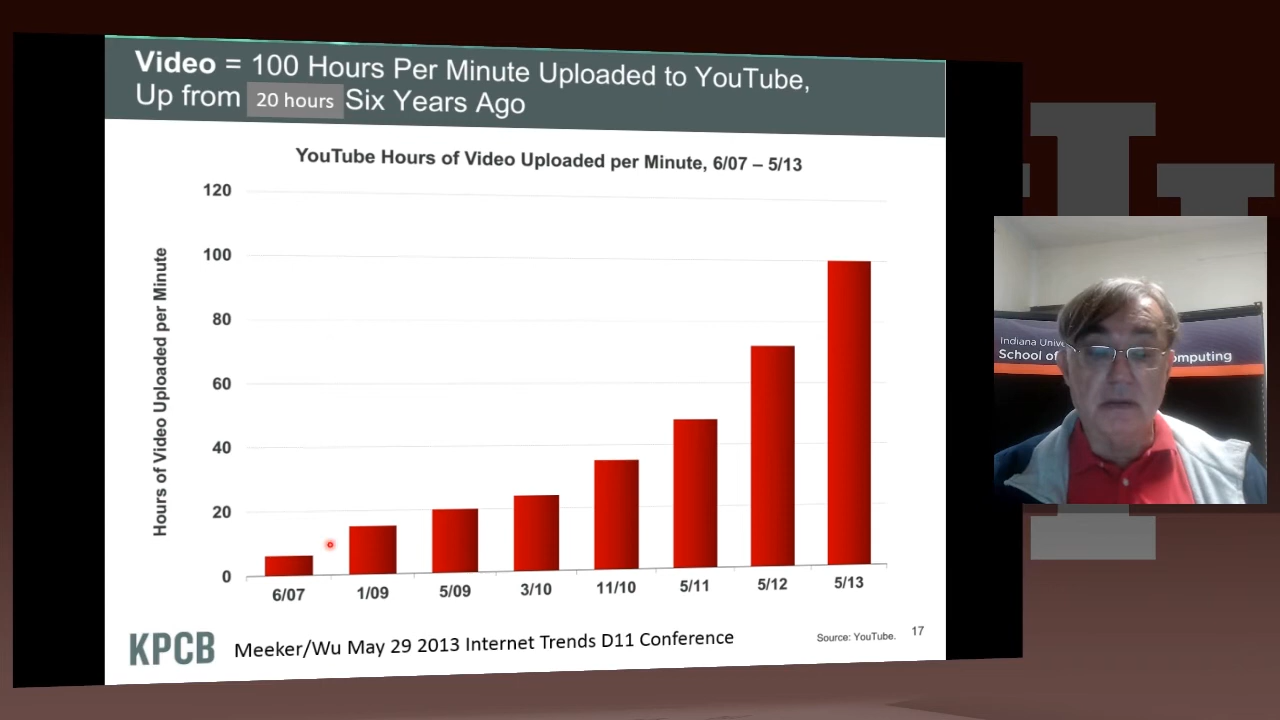 Video = 100 Hours Per Minute Uploaded to YouTube,
Up from 20 hours Six Years Ago
YouTube Hours of Video Uploaded per Minute, 6/07 – 5/13
Hours of Video Uploaded per Minute
120
100
80
60
40
20
0
6/07 1/09 5/09 3/10 11/10 5/11 5/12 5/13
KPCB Meeker/Wu May 29 2013 Internet Trends D11 Conference
Source: YouTube. 17
Indiana
School of